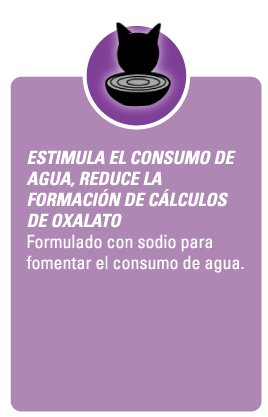 ESTIMULA EL CONSUMO DE
AGUA, REDUCE LA
FORMACIÓN DE CÁLCULOS
DE OXALATO
Formulado con sodio para
fomentar el consumo de agua.